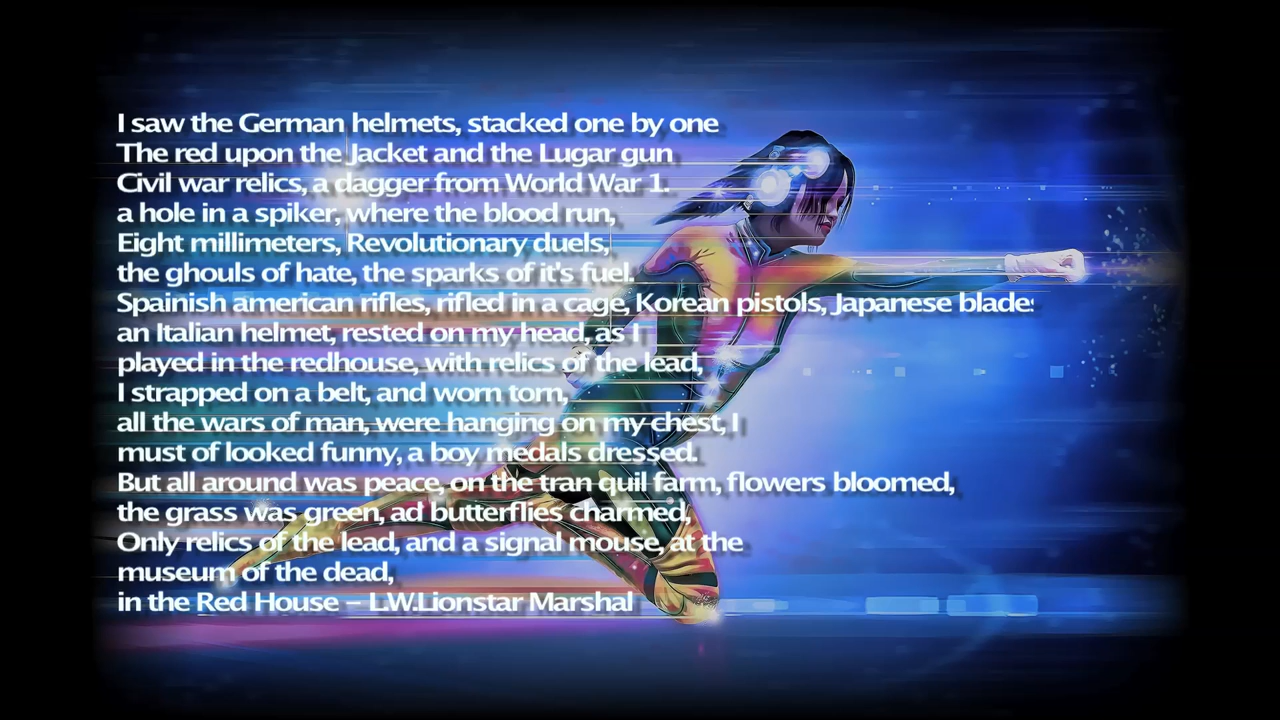 I saw the German helmets, stacked one by one
The red upon the Jacket and the Lugar gun
Civil war relics, a dagger from World War 1.
a hole in a spiker, where the blood run,
Eight millimeters, Revolutionary duels,
the ghouls of hate, the sparks of it's fuel.
Spainish american rifles, rifled in a cage, Korean pistols, Japanese blades
an Italian helmet, rested on my head, as I
played in the redhouse, with relics of the lead,
I strapped on a belt, and worn torn,
all the wars of man, were hanging on my chest, I
must of looked funny, a boy medals dressed.
But all around was peace, on the tran quil farm, flowers bloomed,
the grass was green, ad butterflies charmed,
Only relics of the lead, and a signal mouse, at the
museum of the dead,
in the Red House – L.W.Lionstar Marshal